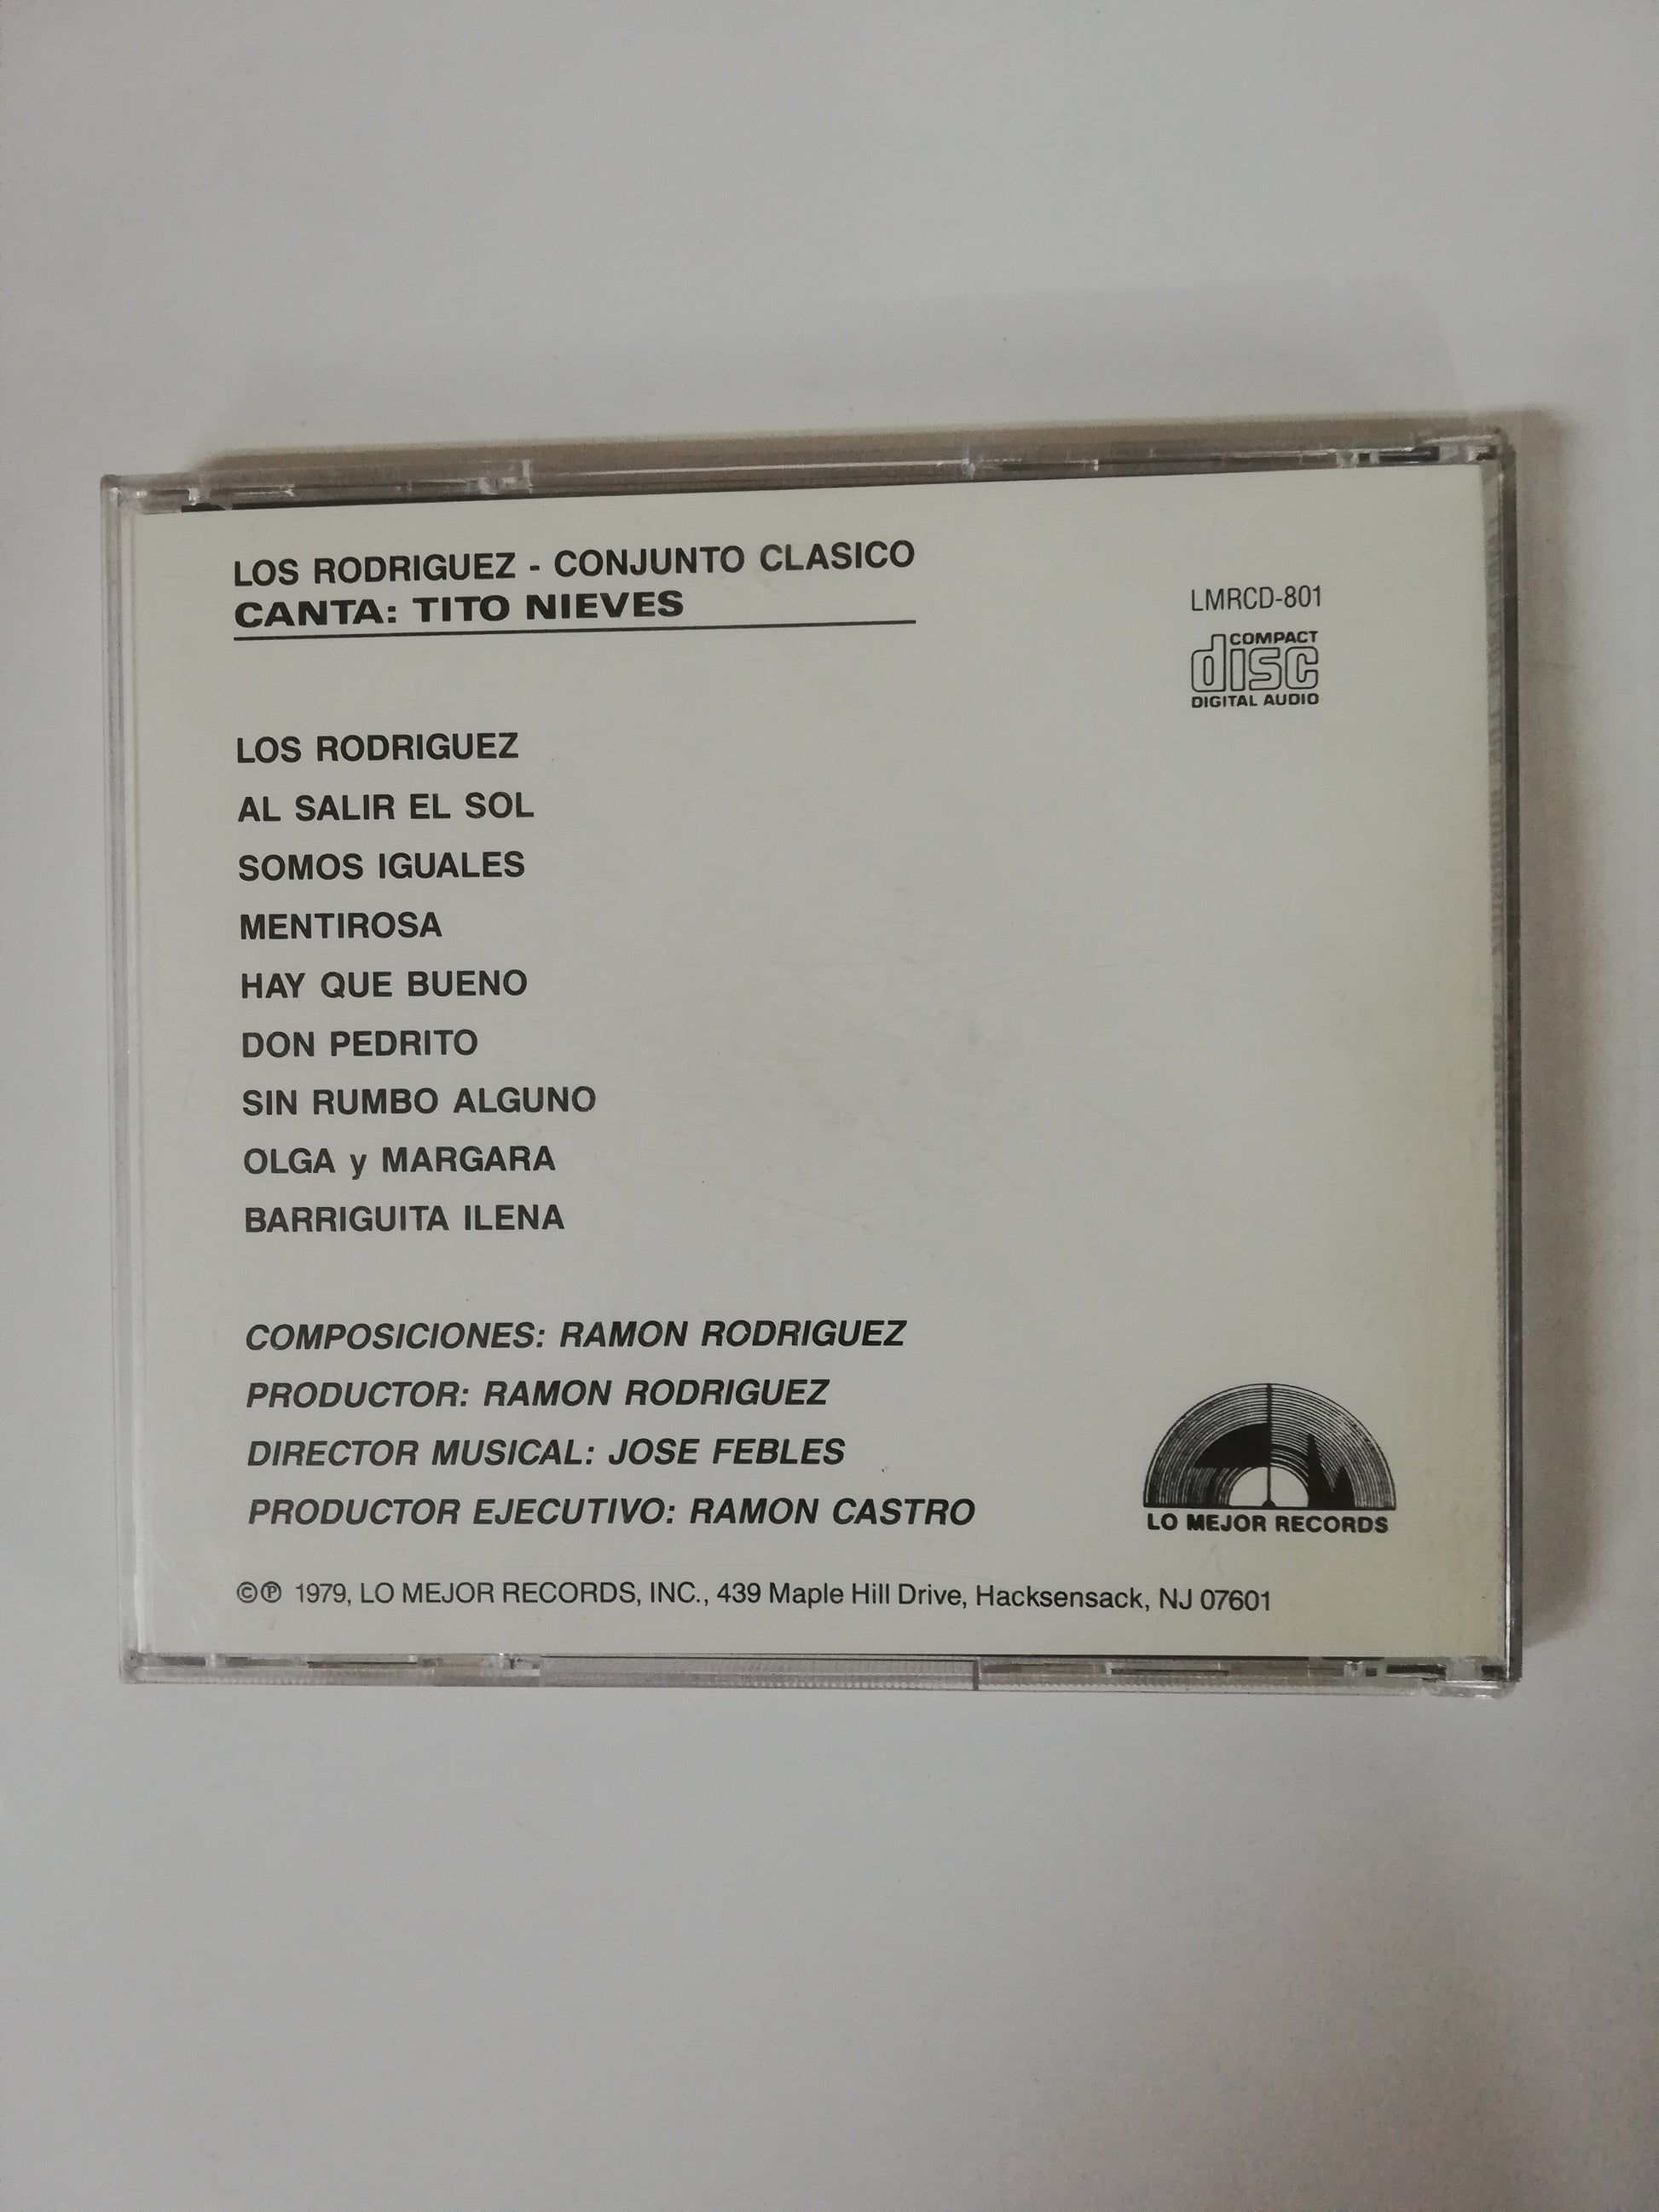 LOS RODRIGUEZ - CONJUNTO CLASICO
CANTA: TITO NIEVES
LMRCD-801
COMPACT
disc
DIGITAL AUDIO
LOS RODRIGUEZ
AL SALIR EL SOL
SOMOS IGUALES
MENTIROSA
HAY QUE BUENO
DON PEDRITO
SIN RUMBO ALGUNO
OLGA y MARGARA
BARRIGUITA ILENA
COMPOSICIONES: RAMON RODRIGUEZ
PRODUCTOR: RAMON RODRIGUEZ
DIRECTOR MUSICAL: JOSE FEBLES
PRODUCTOR EJECUTIVO: RAMON CASTRO
LO MEJOR RECORDS
©℗ 1979, LO MEJOR RECORDS, INC., 439 Maple Hill Drive, Hacksensack, NJ 07601